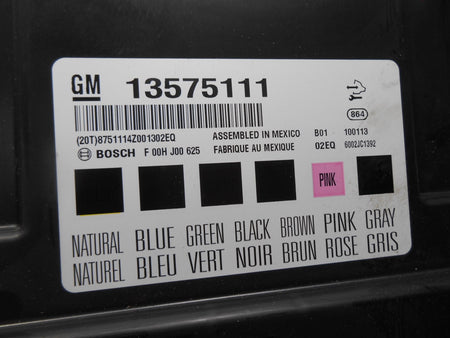 GM 13575111
864
(20T)8751114Z001302EQ ASSEMBLED IN MEXICO B01 100113
BOSCH F 00H J00 625 FABRIQUE AU MEXIQUE 02EQ 6002JC1392
PINK
NATURAL BLUE GREEN BLACK BROWN PINK GRAY
NATUREL BLEU VERT NOIR BRUN ROSE GRIS